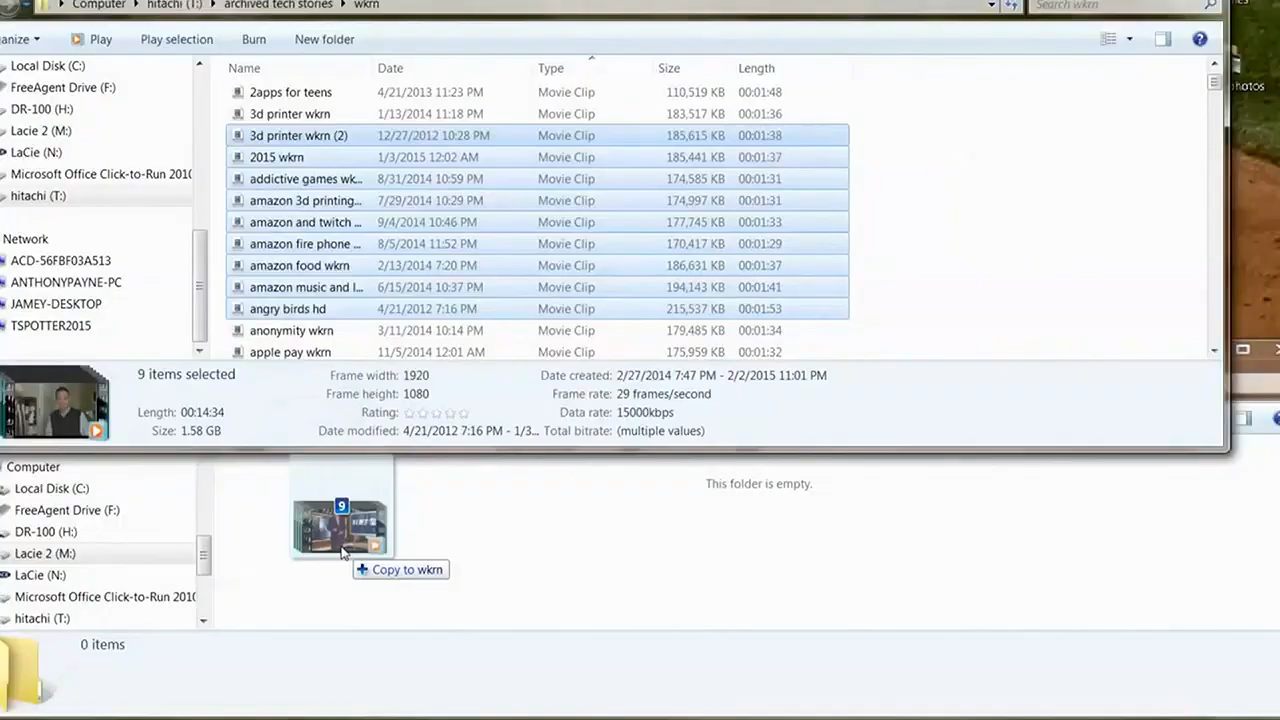 Computer hitachi (T:) archived tech stories wkrn Search wkrn
anize Play Play selection Burn New folder
Local Disk (C:)
FreeAgent Drive (F:)
DR-100 (H:)
Lacie 2 (M:)
LaCie (N:)
Microsoft Office Click-to-Run 201(
hitachi (T:)
Network
ACD-56FBF03A513
ANTHONYPAYNE-PC
JAMEY-DESKTOP
TSPOTTER2015
Name Date Type Size Length
2apps for teens 4/21/2013 11:23 PM Movie Clip 110,519 KB 00:01:48
3d printer wkrn 1/13/2014 11:18 PM Movie Clip 183,517 KB 00:01:36
3d printer wkrn (2) 12/27/2012 10:28 PM Movie Clip 185,615 KB 00:01:38
2015 wkrn 1/3/2015 12:02 AM Movie Clip 185,441 KB 00:01:37
addictive games wk... 8/31/2014 10:59 PM Movie Clip 174,585 KB 00:01:31
amazon 3d printing... 7/29/2014 10:29 PM Movie Clip 174,997 KB 00:01:31
amazon and twitch ... 9/4/2014 10:46 PM Movie Clip 177,745 KB 00:01:33
amazon fire phone ... 8/5/2014 11:52 PM Movie Clip 170,417 KB 00:01:29
amazon food wkrn 2/13/2014 7:20 PM Movie Clip 186,631 KB 00:01:37
amazon music and l... 6/15/2014 10:37 PM Movie Clip 194,143 KB 00:01:41
angry birds hd 4/21/2012 7:16 PM Movie Clip 215,537 KB 00:01:53
anonymity wkrn 3/11/2014 10:14 PM Movie Clip 179,485 KB 00:01:34
apple pay wkrn 11/5/2014 12:01 AM Movie Clip 175,959 KB 00:01:32
hotos
9 items selected
Length: 00:14:34
Size: 1.58 GB
Frame width: 1920
Frame height: 1080
Rating:
Date modified: 4/21/2012 7:16 PM - 1/3...
Date created: 2/27/2014 7:47 PM - 2/2/2015 11:01 PM
Frame rate: 29 frames/second
Data rate: 15000kbps
Total bitrate: (multiple values)
Computer
Local Disk (C:)
FreeAgent Drive (F:)
DR-100 (H:)
Lacie 2 (M:)
LaCie (N:)
Microsoft Office Click-to-Run 2010
hitachi (T:)
This folder is empty.
9
Copy to wkrn
0 items